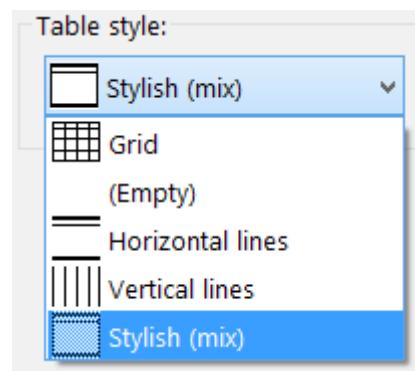 Table style:
Stylish (mix)
Grid
(Empty)
Horizontal lines
Vertical lines
Stylish (mix)